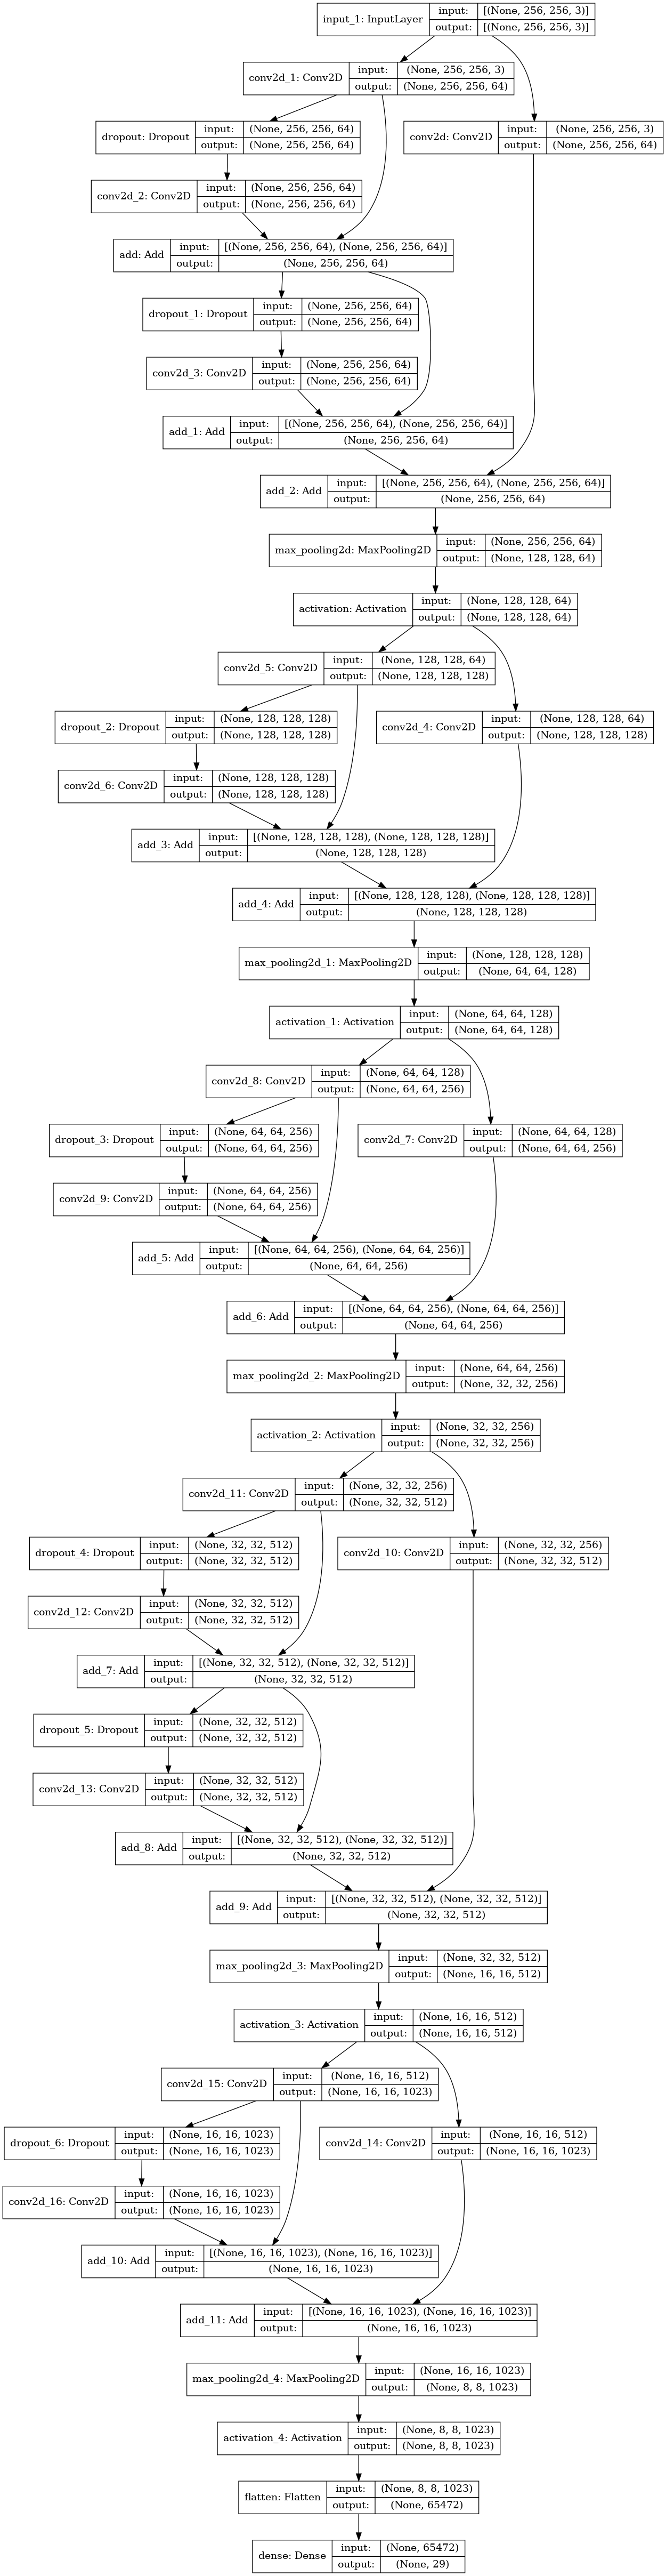 input_1: InputLayer
input: [(None, 256, 256, 3)]
output: [(None, 256, 256, 3)]
conv2d_1: Conv2D
input: (None, 256, 256, 3)
output: (None, 256, 256, 64)
dropout: Dropout
input: (None, 256, 256, 64)
output: (None, 256, 256, 64)
conv2d: Conv2D
input: (None, 256, 256, 3)
output: (None, 256, 256, 64)
conv2d_2: Conv2D
input: (None, 256, 256, 64)
output: (None, 256, 256, 64)
add: Add
input: [(None, 256, 256, 64), (None, 256, 256, 64)]
output: (None, 256, 256, 64)
dropout_1: Dropout
input: (None, 256, 256, 64)
output: (None, 256, 256, 64)
conv2d_3: Conv2D
input: (None, 256, 256, 64)
output: (None, 256, 256, 64)
add_1: Add
input: [(None, 256, 256, 64), (None, 256, 256, 64)]
output: (None, 256, 256, 64)
add_2: Add
input: [(None, 256, 256, 64), (None, 256, 256, 64)]
output: (None, 256, 256, 64)
max_pooling2d: MaxPooling2D
input: (None, 256, 256, 64)
output: (None, 128, 128, 64)
activation: Activation
input: (None, 128, 128, 64)
output: (None, 128, 128, 64)
conv2d_5: Conv2D
input: (None, 128, 128, 64)
output: (None, 128, 128, 128)
dropout_2: Dropout
input: (None, 128, 128, 128)
output: (None, 128, 128, 128)
conv2d_4: Conv2D
input: (None, 128, 128, 64)
output: (None, 128, 128, 128)
conv2d_6: Conv2D
input: (None, 128, 128, 128)
output: (None, 128, 128, 128)
add_3: Add
input: [(None, 128, 128, 128), (None, 128, 128, 128)]
output: (None, 128, 128, 128)
add_4: Add
input: [(None, 128, 128, 128), (None, 128, 128, 128)]
output: (None, 128, 128, 128)
max_pooling2d_1: MaxPooling2D
input: (None, 128, 128, 128)
output: (None, 64, 64, 128)
activation_1: Activation
input: (None, 64, 64, 128)
output: (None, 64, 64, 128)
conv2d_8: Conv2D
input: (None, 64, 64, 128)
output: (None, 64, 64, 256)
dropout_3: Dropout
input: (None, 64, 64, 256)
output: (None, 64, 64, 256)
conv2d_7: Conv2D
input: (None, 64, 64, 128)
output: (None, 64, 64, 256)
conv2d_9: Conv2D
input: (None, 64, 64, 256)
output: (None, 64, 64, 256)
add_5: Add
input: [(None, 64, 64, 256), (None, 64, 64, 256)]
output: (None, 64, 64, 256)
add_6: Add
input: [(None, 64, 64, 256), (None, 64, 64, 256)]
output: (None, 64, 64, 256)
max_pooling2d_2: MaxPooling2D
input: (None, 64, 64, 256)
output: (None, 32, 32, 256)
activation_2: Activation
input: (None, 32, 32, 256)
output: (None, 32, 32, 256)
conv2d_11: Conv2D
input: (None, 32, 32, 256)
output: (None, 32, 32, 512)
dropout_4: Dropout
input: (None, 32, 32, 512)
output: (None, 32, 32, 512)
conv2d_10: Conv2D
input: (None, 32, 32, 256)
output: (None, 32, 32, 512)
conv2d_12: Conv2D
input: (None, 32, 32, 512)
output: (None, 32, 32, 512)
add_7: Add
input: [(None, 32, 32, 512), (None, 32, 32, 512)]
output: (None, 32, 32, 512)
dropout_5: Dropout
input: (None, 32, 32, 512)
output: (None, 32, 32, 512)
conv2d_13: Conv2D
input: (None, 32, 32, 512)
output: (None, 32, 32, 512)
add_8: Add
input: [(None, 32, 32, 512), (None, 32, 32, 512)]
output: (None, 32, 32, 512)
add_9: Add
input: [(None, 32, 32, 512), (None, 32, 32, 512)]
output: (None, 32, 32, 512)
max_pooling2d_3: MaxPooling2D
input: (None, 32, 32, 512)
output: (None, 16, 16, 512)
activation_3: Activation
input: (None, 16, 16, 512)
output: (None, 16, 16, 512)
conv2d_15: Conv2D
input: (None, 16, 16, 512)
output: (None, 16, 16, 1023)
dropout_6: Dropout
input: (None, 16, 16, 1023)
output: (None, 16, 16, 1023)
conv2d_14: Conv2D
input: (None, 16, 16, 512)
output: (None, 16, 16, 1023)
conv2d_16: Conv2D
input: (None, 16, 16, 1023)
output: (None, 16, 16, 1023)
add_10: Add
input: [(None, 16, 16, 1023), (None, 16, 16, 1023)]
output: (None, 16, 16, 1023)
add_11: Add
input: [(None, 16, 16, 1023), (None, 16, 16, 1023)]
output: (None, 16, 16, 1023)
max_pooling2d_4: MaxPooling2D
input: (None, 16, 16, 1023)
output: (None, 8, 8, 1023)
activation_4: Activation
input: (None, 8, 8, 1023)
output: (None, 8, 8, 1023)
flatten: Flatten
input: (None, 8, 8, 1023)
output: (None, 65472)
dense: Dense
input: (None, 65472)
output: (None, 29)